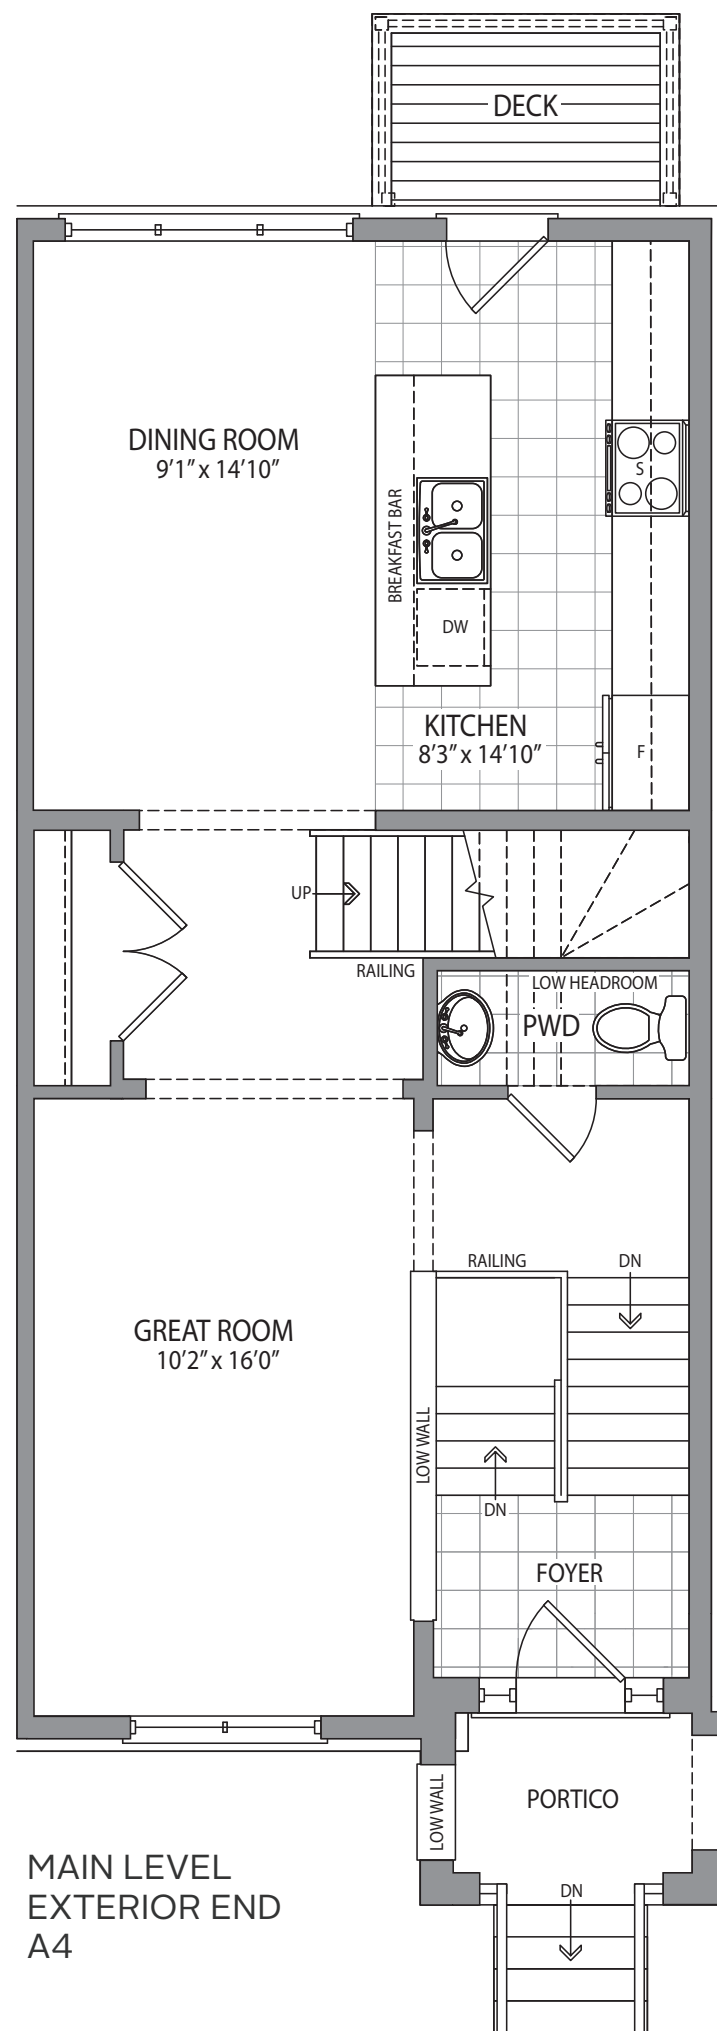 DECK
DINING ROOM
9'1" x 14'10"
BREAKFAST BAR
S
DW
KITCHEN
8'3" x 14'10"
F
UP
RAILING
LOW HEADROOM
PWD
RAILING
DN
GREAT ROOM
10'2" x 16'0"
LOW WALL
DN
FOYER
PORTICO
LOW WALL
DN
MAIN LEVEL
EXTERIOR END
A4